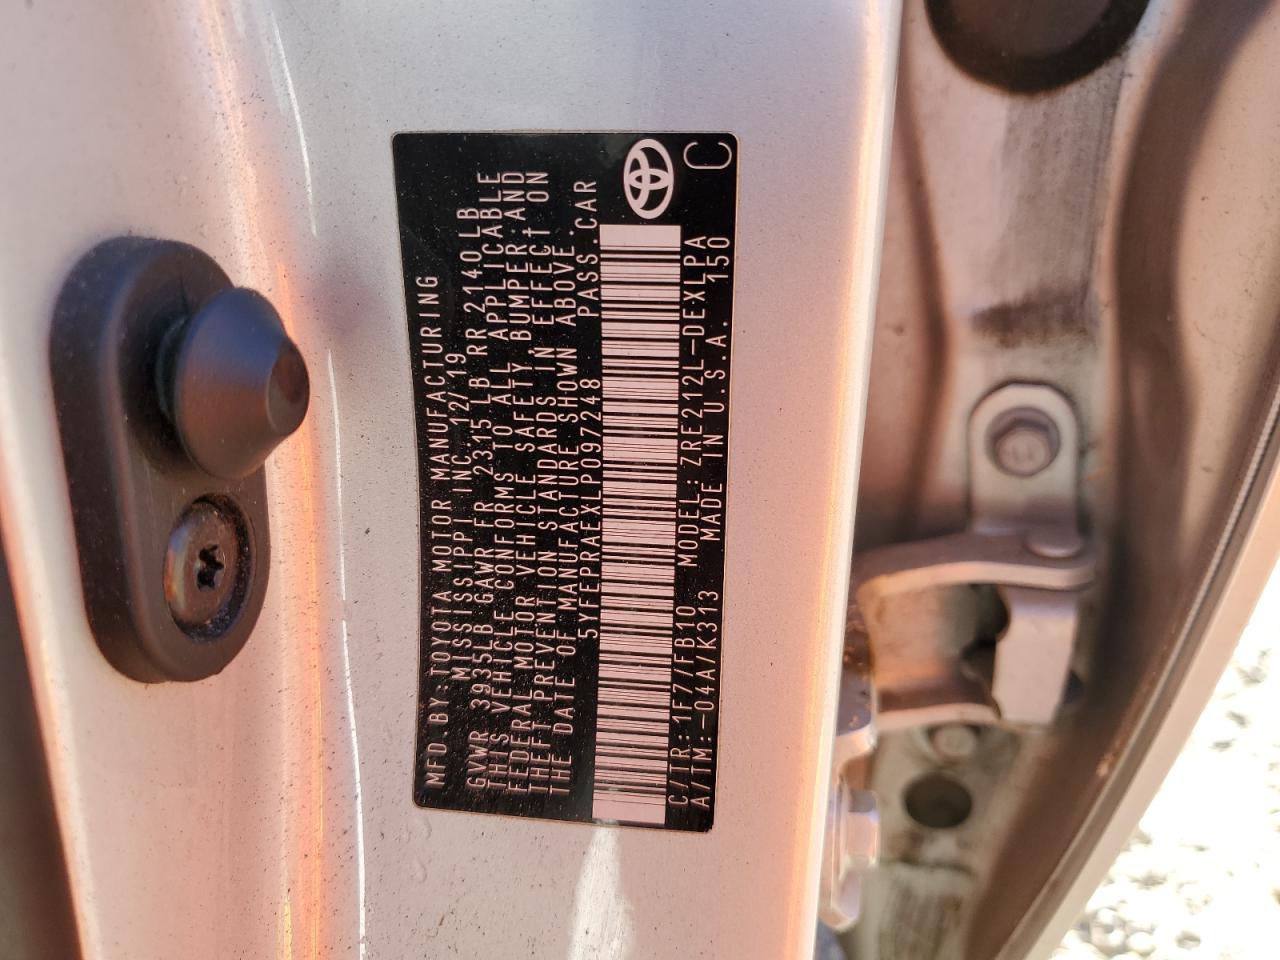 MFD.BY:TOYOTA MOTOR MANUFACTURING
MISSISSIPPI INC. 12/19
GVWR 3935LB GAWR FR 2315LB RR 2140LB
THIS VEHICLE CONFORMS TO ALL APPLICABLE
FEDERAL MOTOR VEHICLE SAFETY, BUMPER, AND
THEFT PREVENTION STANDARDS IN EFFECT ON
THE DATE OF MANUFACTURE SHOWN ABOVE.
5YFEPRAEXLP097248 PASS.CAR
C/TR:1F7/FB10 MODEL:ZRE212L-DEXLPA
A/TM:-04A/K313 MADE IN U.S.A. 150
C